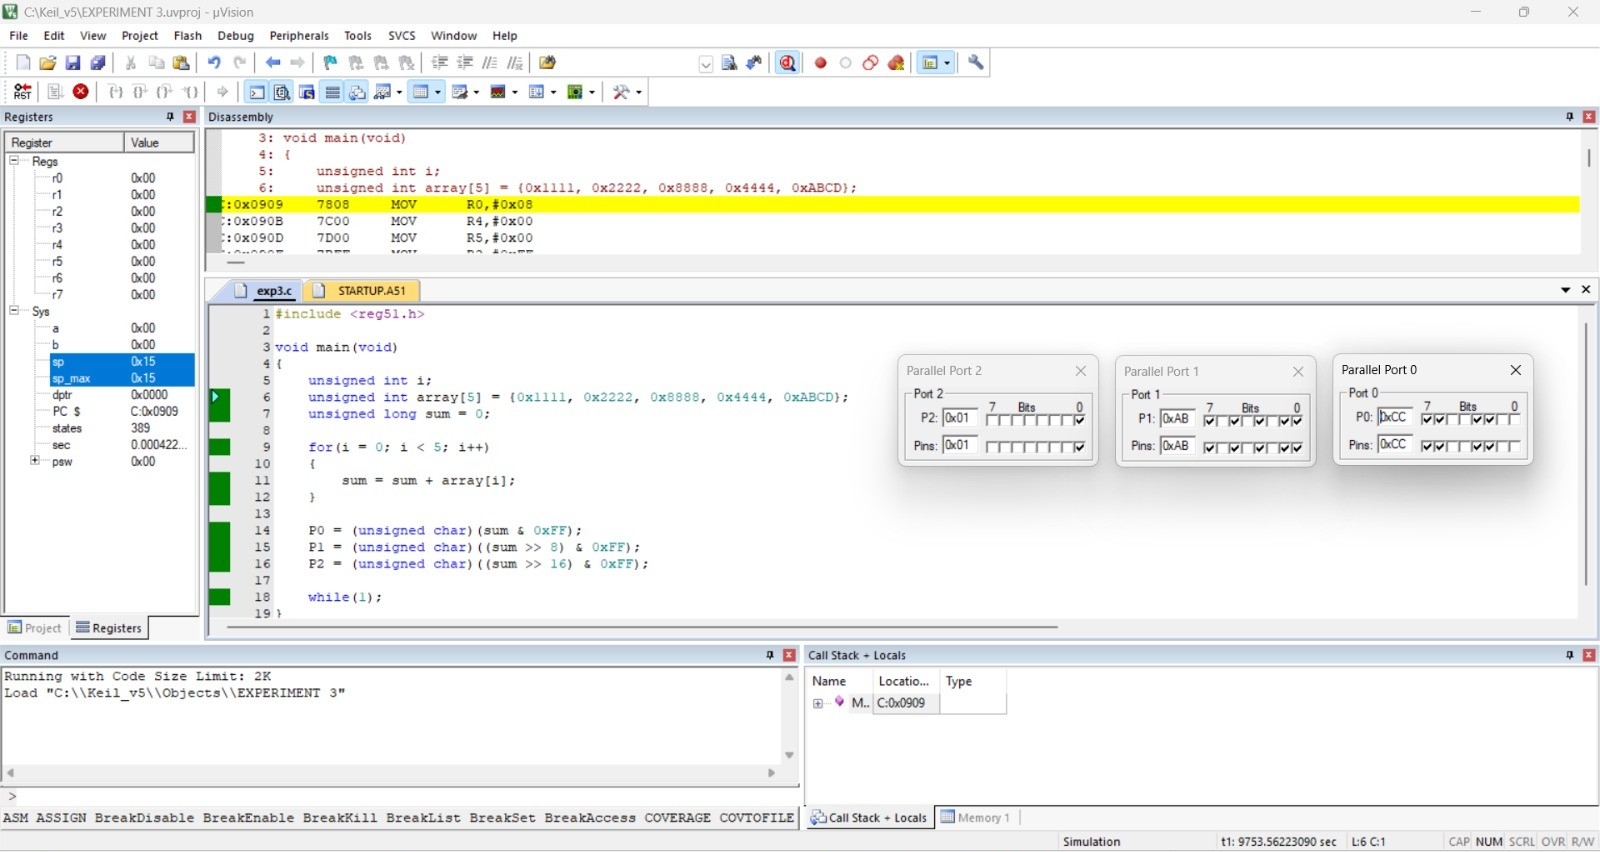 C:\Keil_v5\EXPERIMENT 3.uvproj - µVision
File Edit View Project Flash Debug Peripherals Tools SVCS Window Help
RST
Registers
Register Value
Regs
r0 0x00
r1 0x00
r2 0x00
r3 0x00
r4 0x00
r5 0x00
r6 0x00
r7 0x00
Sys
a 0x00
b 0x00
sp 0x15
sp_max 0x15
dptr 0x0000
PC $ C:0x0909
states 389
sec 0.000422...
psw 0x00
Project Registers
Disassembly
3: void main(void)
4: {
5: unsigned int i;
6: unsigned int array[5] = {0x1111, 0x2222, 0x8888, 0x4444, 0xABCD};
C:0x0909 7808 MOV R0,#0x08
C:0x090B 7C00 MOV R4,#0x00
C:0x090D 7D00 MOV R5,#0x00
exp3.c STARTUP.A51
1 #include <reg51.h>
2
3 void main(void)
4 {
5 unsigned int i;
6 unsigned int array[5] = {0x1111, 0x2222, 0x8888, 0x4444, 0xABCD};
7 unsigned long sum = 0;
8
9 for(i = 0; i < 5; i++)
10 {
11 sum = sum + array[i];
12 }
13
14 P0 = (unsigned char)(sum & 0xFF);
15 P1 = (unsigned char)((sum >> 8) & 0xFF);
16 P2 = (unsigned char)((sum >> 16) & 0xFF);
17
18 while(1);
19 }
Parallel Port 2
Port 2
7 Bits 0
P2: 0x01
Pins: 0x01
Parallel Port 1
Port 1
7 Bits 0
P1: 0xAB
Pins: 0xAB
Parallel Port 0
Port 0
7 Bits 0
P0: 0xCC
Pins: 0xCC
Command
Running with Code Size Limit: 2K
Load "C:\\Keil_v5\\Objects\\EXPERIMENT 3"
>
ASM ASSIGN BreakDisable BreakEnable BreakKill BreakList BreakSet BreakAccess COVERAGE COVTOFILE
Call Stack + Locals
Name Locatio... Type
M.. C:0x0909
Call Stack + Locals Memory 1
Simulation t1: 9753.56223090 sec L:6 C:1 CAP NUM SCRL OVR R/W